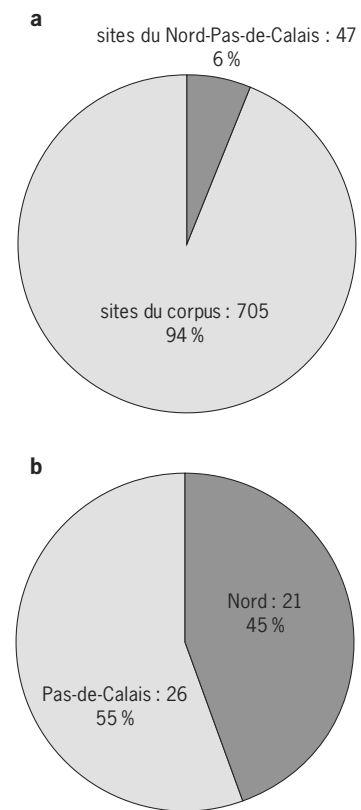 a
sites du Nord-Pas-de-Calais : 47
6 %
sites du corpus : 705
94 %
b
Nord : 21
45 %
Pas-de-Calais : 26
55 %